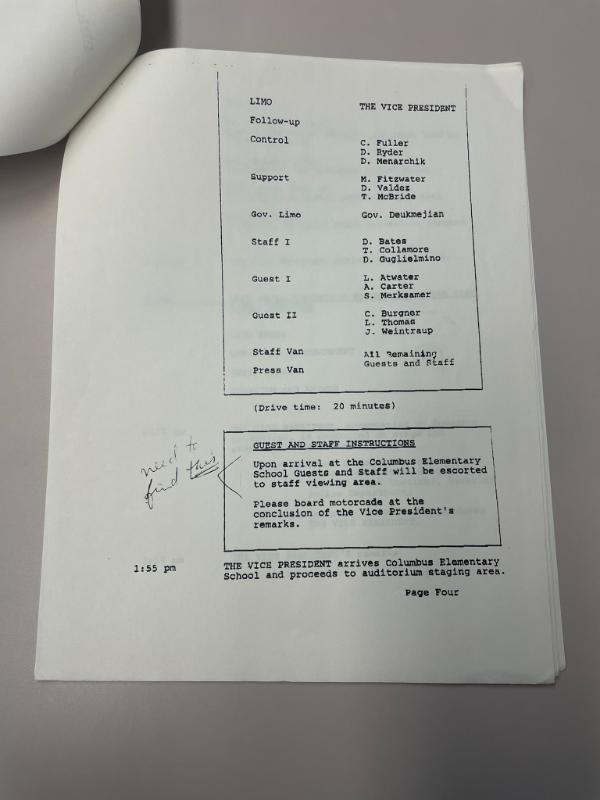 LIMO THE VICE PRESIDENT
Follow-up
Control C. Fuller
D. Ryder
D. Menarchik
Support M. Fitzwater
D. Valdez
T. McBride
Gov. Limo Gov. Deukmejian
Staff I D. Bates
T. Collamore
D. Guglielmino
Guest I L. Atwater
A. Carter
S. Merksamer
Guest II C. Burgner
L. Thomas
J. Weintraup
Staff Van All Remaining
Press Van Guests and Staff
(Drive time: 20 minutes)
GUEST AND STAFF INSTRUCTIONS
Upon arrival at the Columbus Elementary
School Guests and Staff will be escorted
to staff viewing area.
Please board motorcade at the
conclusion of the Vice President's
remarks.
need to
find this
1:55 pm THE VICE PRESIDENT arrives Columbus Elementary
School and proceeds to auditorium staging area.
Page Four